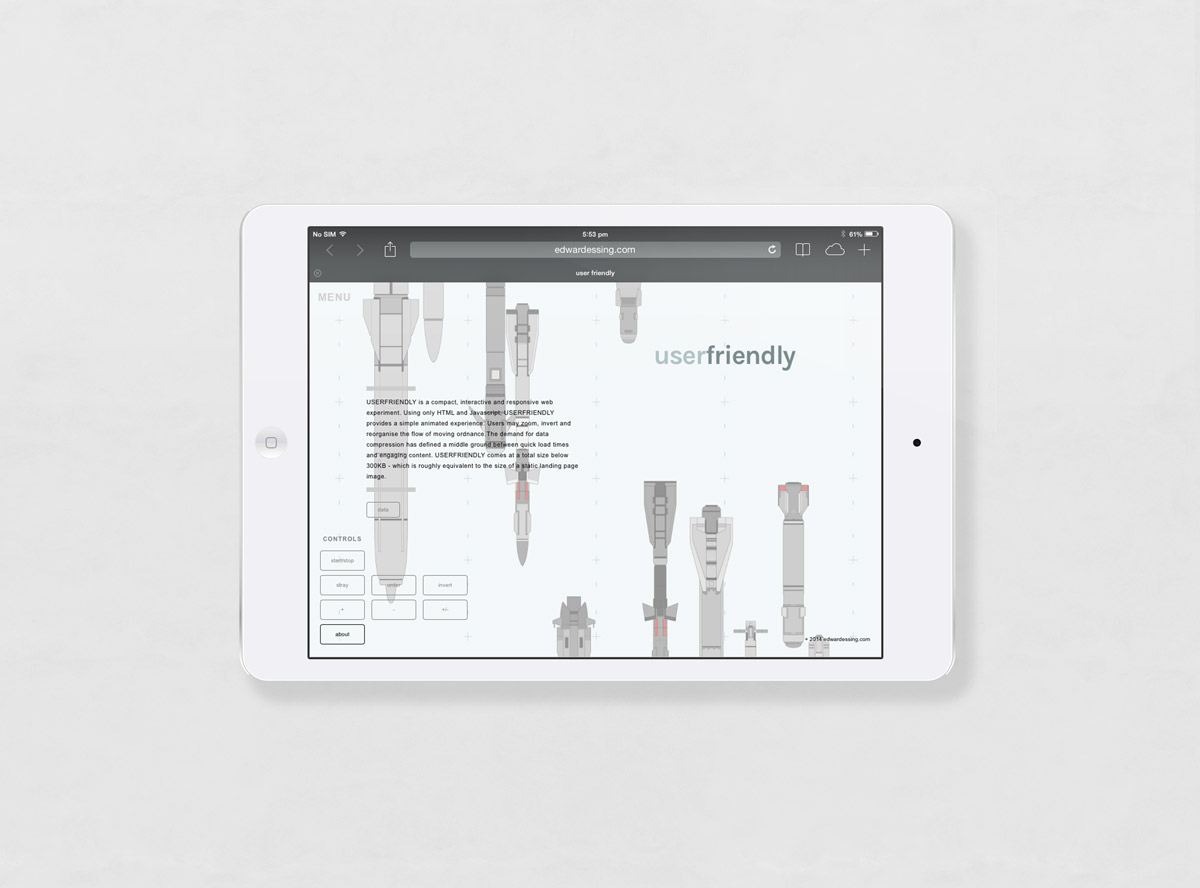 No SIM 5:53 pm 61%
edwardessing.com
user friendly
MENU
userfriendly
USERFRIENDLY is a compact, interactive and responsive web
experiment. Using only HTML and Javascript. USERFRIENDLY
provides a simple animated experience. Users may zoom, invert and
reorganise the flow of moving ordnance. The demand for data
compression has defined a middle ground between quick load times
and engaging content. USERFRIENDLY comes at a total size below
300KB - which is roughly equivalent to the size of a static landing page
image.
data
CONTROLS
start/stop
stray order invert
+ - +/-
about
2014 edwardessing.com